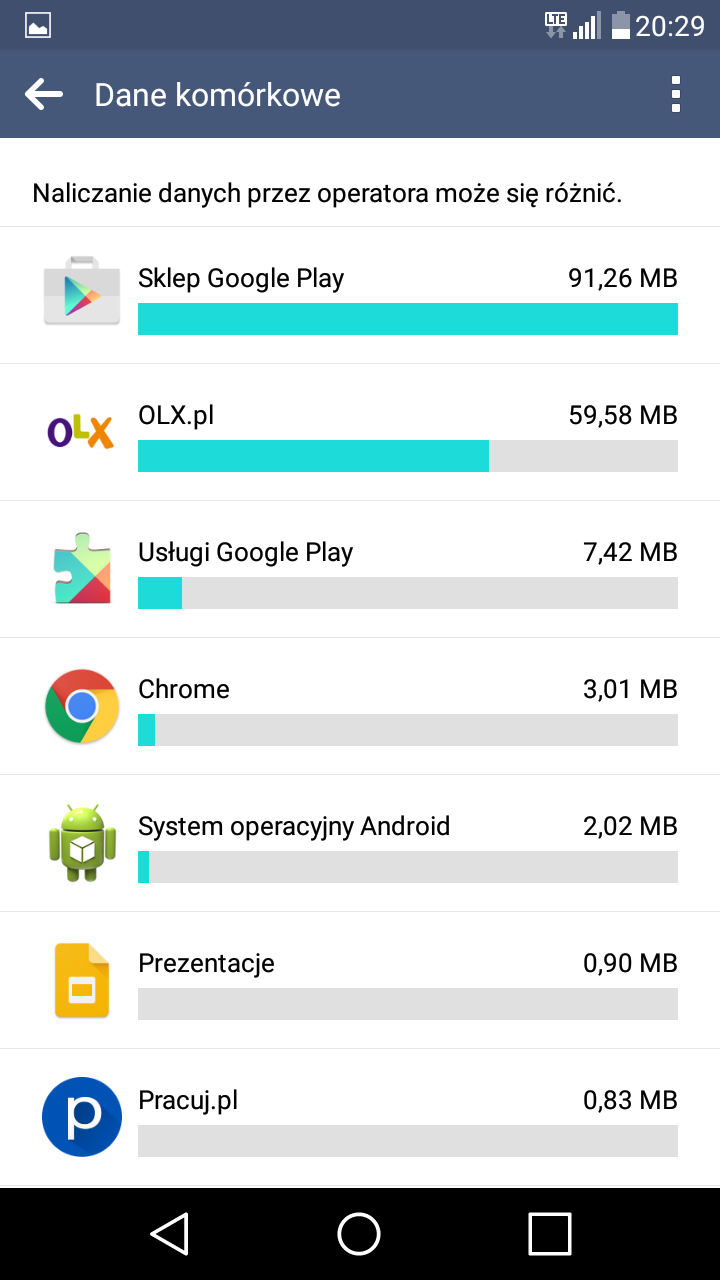 LTE 20:29
Dane komórkowe
Naliczanie danych przez operatora może się różnić.
Sklep Google Play 91,26 MB
OLX OLX.pl 59,58 MB
Usługi Google Play 7,42 MB
Chrome 3,01 MB
System operacyjny Android 2,02 MB
Prezentacje 0,90 MB
p Pracuj.pl 0,83 MB